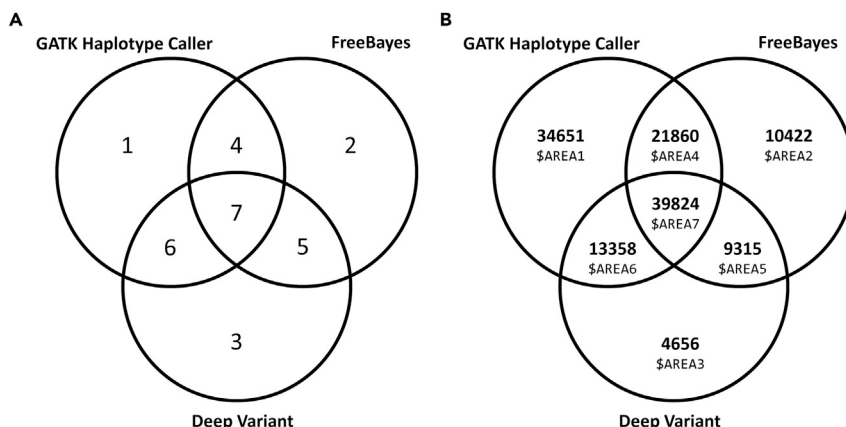 A
GATK Haplotype Caller
FreeBayes
1
4
2
7
6
5
3
Deep Variant
B
GATK Haplotype Caller
FreeBayes
34651
$AREA1
21860
$AREA4
10422
$AREA2
39824
$AREA7
13358
$AREA6
9315
$AREA5
4656
$AREA3
Deep Variant